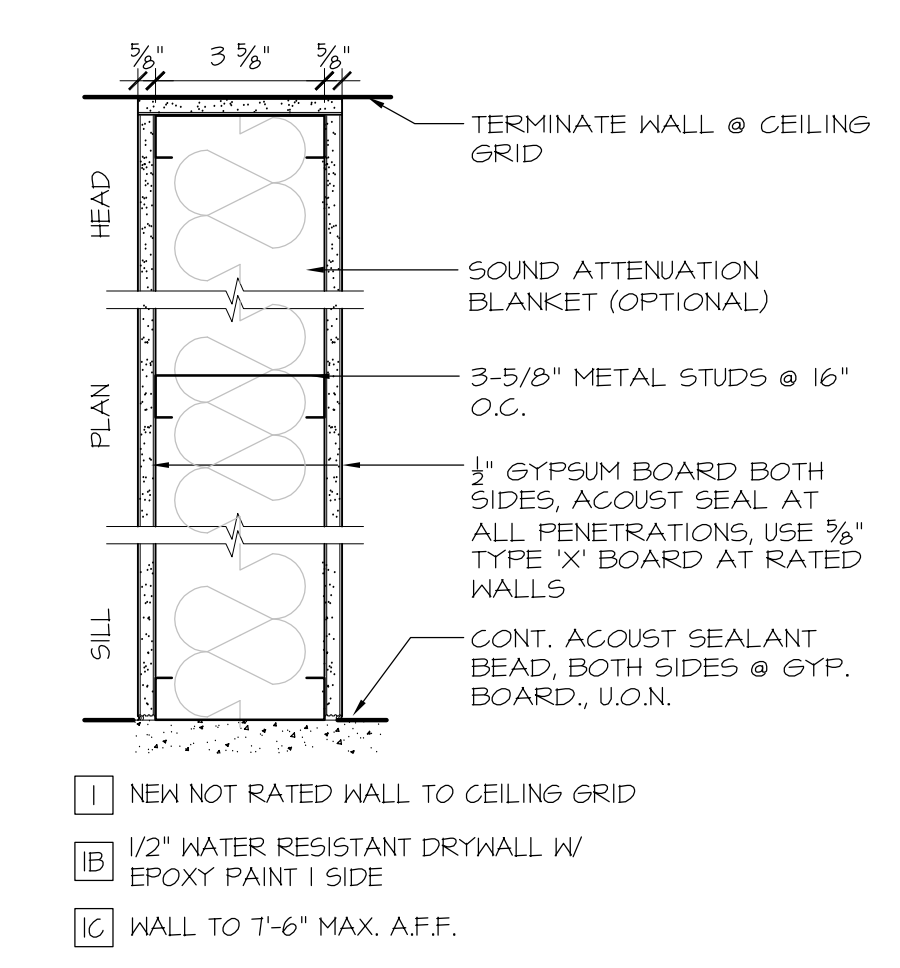 5/8" 3 5/8" 5/8"
TERMINATE WALL @ CEILING
GRID
HEAD
SOUND ATTENUATION
BLANKET (OPTIONAL)
3-5/8" METAL STUDS @ 16"
O.C.
PLAN
1/2" GYPSUM BOARD BOTH
SIDES, ACOUST SEAL AT
ALL PENETRATIONS, USE 5/8"
TYPE 'X' BOARD AT RATED
WALLS
SILL
CONT. ACOUST SEALANT
BEAD, BOTH SIDES @ GYP.
BOARD., U.O.N.
1 NEW NOT RATED WALL TO CEILING GRID
1B 1/2" WATER RESISTANT DRYWALL W/
EPOXY PAINT 1 SIDE
1C WALL TO 7'-6" MAX. A.F.F.